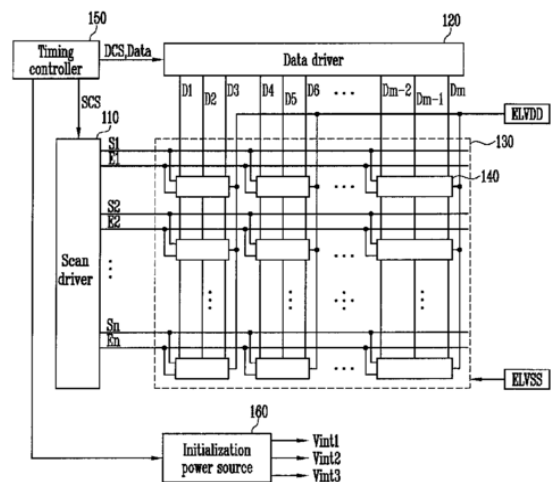 150
Timing
controller
DCS,Data
120
Data driver
D1
D2
D3
D4
D5
D6
...
Dm-2
Dm-1
Dm
SCS
110
ELVDD
130
S1
E1
140
...
S3
E2
...
Scan
driver
Sn
En
...
ELVSS
160
Initialization
power source
Vint1
Vint2
Vint3